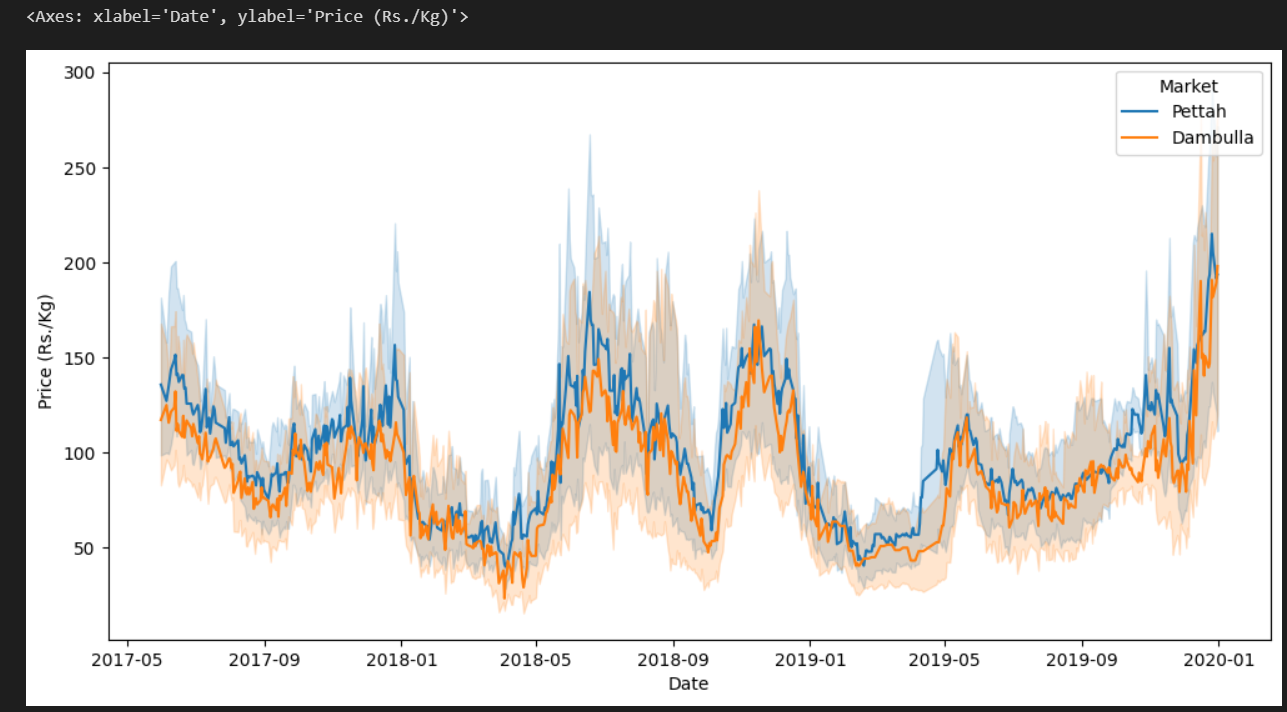 <Axes: xlabel='Date', ylabel='Price (Rs./Kg)'>
300
Market
Pettah
250
Dambulla
200
Price (Rs./Kg)
150
100
50
2017-05 2017-09 2018-01 2018-05 2018-09 2019-01 2019-05 2019-09 2020-01
Date